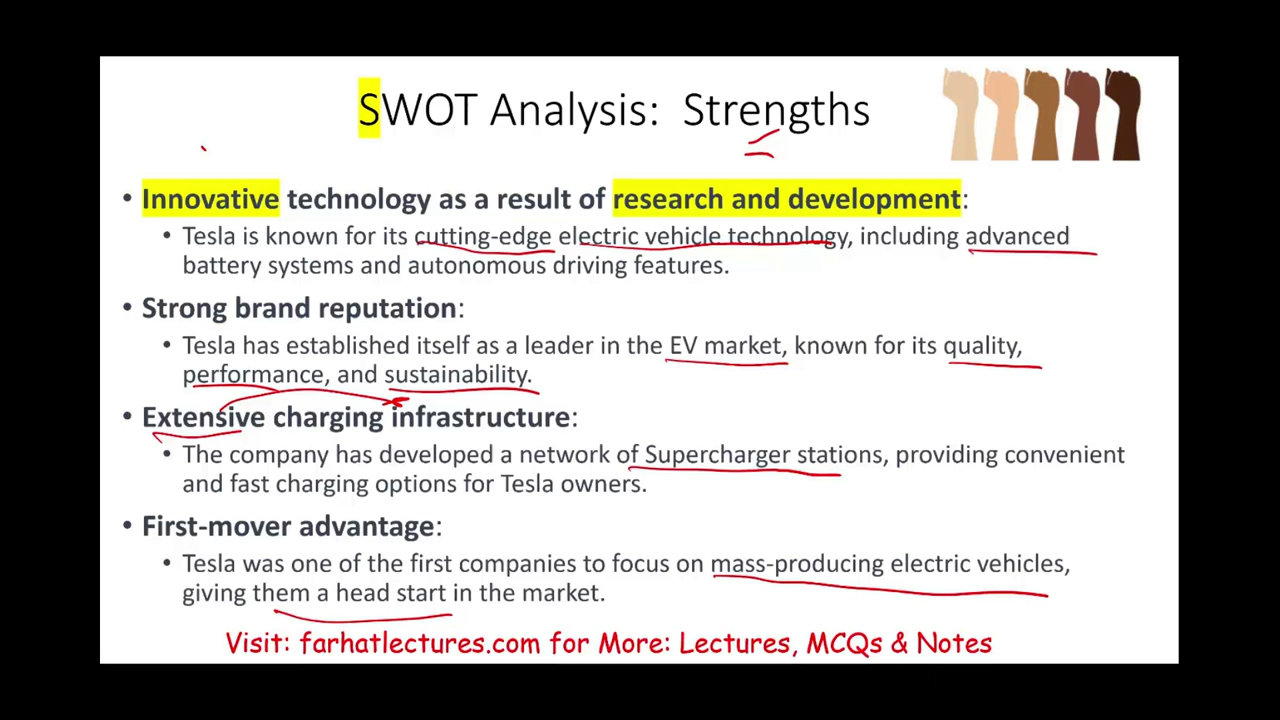 SWOT Analysis: Strengths
• Innovative technology as a result of research and development:
• Tesla is known for its cutting-edge electric vehicle technology, including advanced
battery systems and autonomous driving features.
• Strong brand reputation:
• Tesla has established itself as a leader in the EV market, known for its quality,
performance, and sustainability.
• Extensive charging infrastructure:
• The company has developed a network of Supercharger stations, providing convenient
and fast charging options for Tesla owners.
• First-mover advantage:
• Tesla was one of the first companies to focus on mass-producing electric vehicles,
giving them a head start in the market.
Visit: farhatlectures.com for More: Lectures, MCQs & Notes